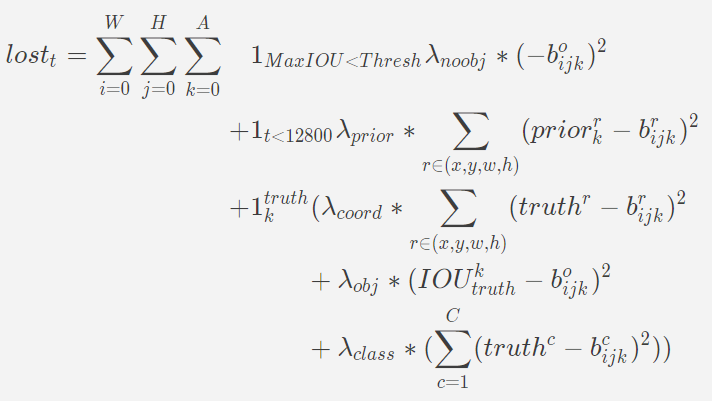 $lost_t = \sum_{i=0}^{W} \sum_{j=0}^{H} \sum_{k=0}^{A} \quad 1_{MaxIOU<Thresh} \lambda_{noobj} * (-b_{ijk}^{o})^2$
$+1_{t<12800} \lambda_{prior} * \sum_{r \in (x,y,w,h)} (prior_k^r - b_{ijk}^r)^2$
$+1_k^{truth} (\lambda_{coord} * \sum_{r \in (x,y,w,h)} (truth^r - b_{ijk}^r)^2$
$+ \lambda_{obj} * (IOU_{truth}^k - b_{ijk}^o)^2$
$+ \lambda_{class} * (\sum_{c=1}^{C} (truth^c - b_{ijk}^c)^2))$